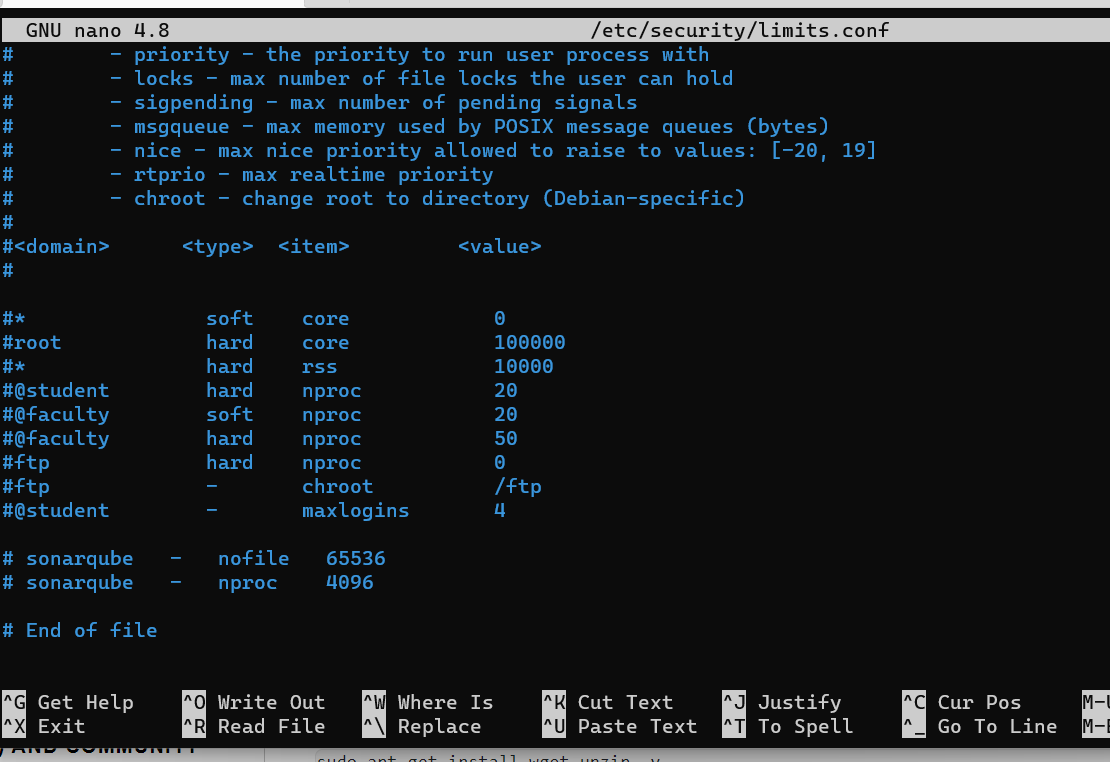 GNU nano 4.8 /etc/security/limits.conf
# - priority - the priority to run user process with
# - locks - max number of file locks the user can hold
# - sigpending - max number of pending signals
# - msgqueue - max memory used by POSIX message queues (bytes)
# - nice - max nice priority allowed to raise to values: [-20, 19]
# - rtprio - max realtime priority
# - chroot - change root to directory (Debian-specific)
#
#<domain> <type> <item> <value>
#
#* soft core 0
#root hard core 100000
#* hard rss 10000
#@student hard nproc 20
#@faculty soft nproc 20
#@faculty hard nproc 50
#ftp hard nproc 0
#ftp - chroot /ftp
#@student - maxlogins 4
# sonarqube - nofile 65536
# sonarqube - nproc 4096
# End of file
^G Get Help ^O Write Out ^W Where Is ^K Cut Text ^J Justify ^C Cur Pos
^X Exit ^R Read File ^\ Replace ^U Paste Text ^T To Spell ^_ Go To Line
AND COMMUNITY
sudo apt-get install wget unzip -y